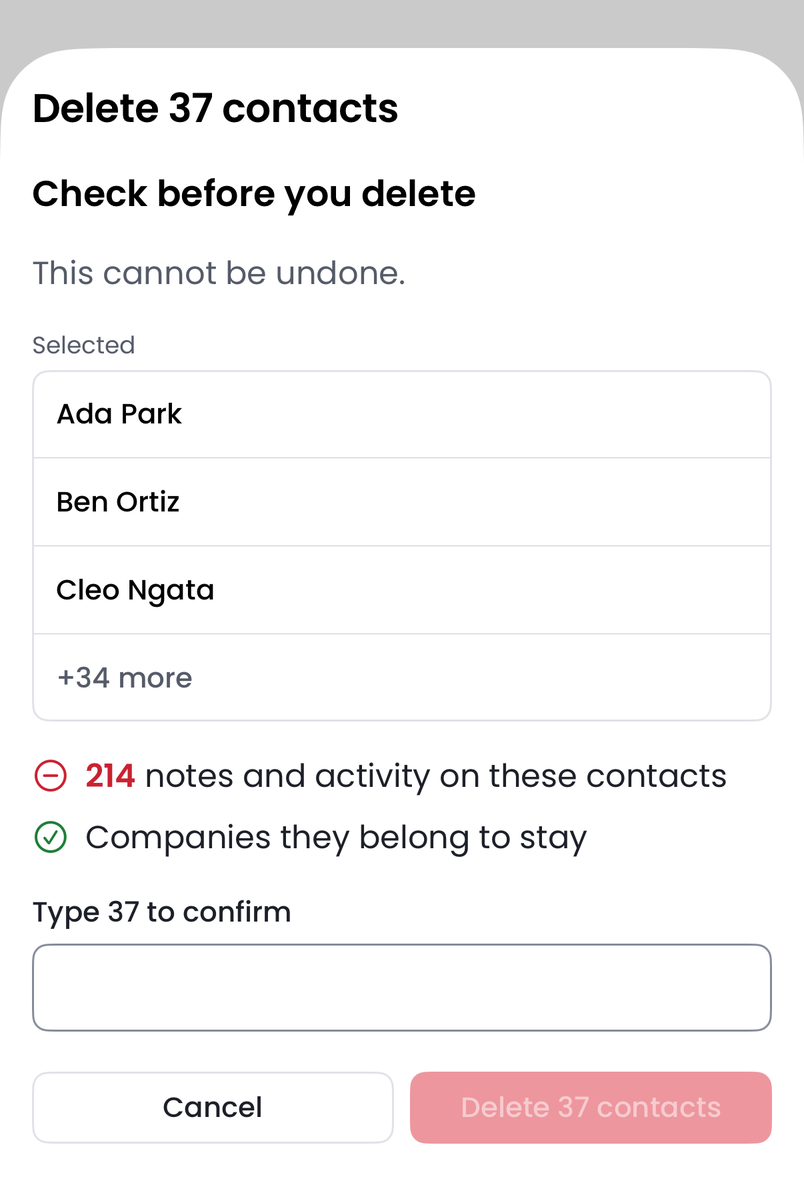 Delete 37 contacts
Check before you delete
This cannot be undone.
Selected
Ada Park
Ben Ortiz
Cleo Ngata
+34 more
214 notes and activity on these contacts
Companies they belong to stay
Type 37 to confirm
Cancel
Delete 37 contacts